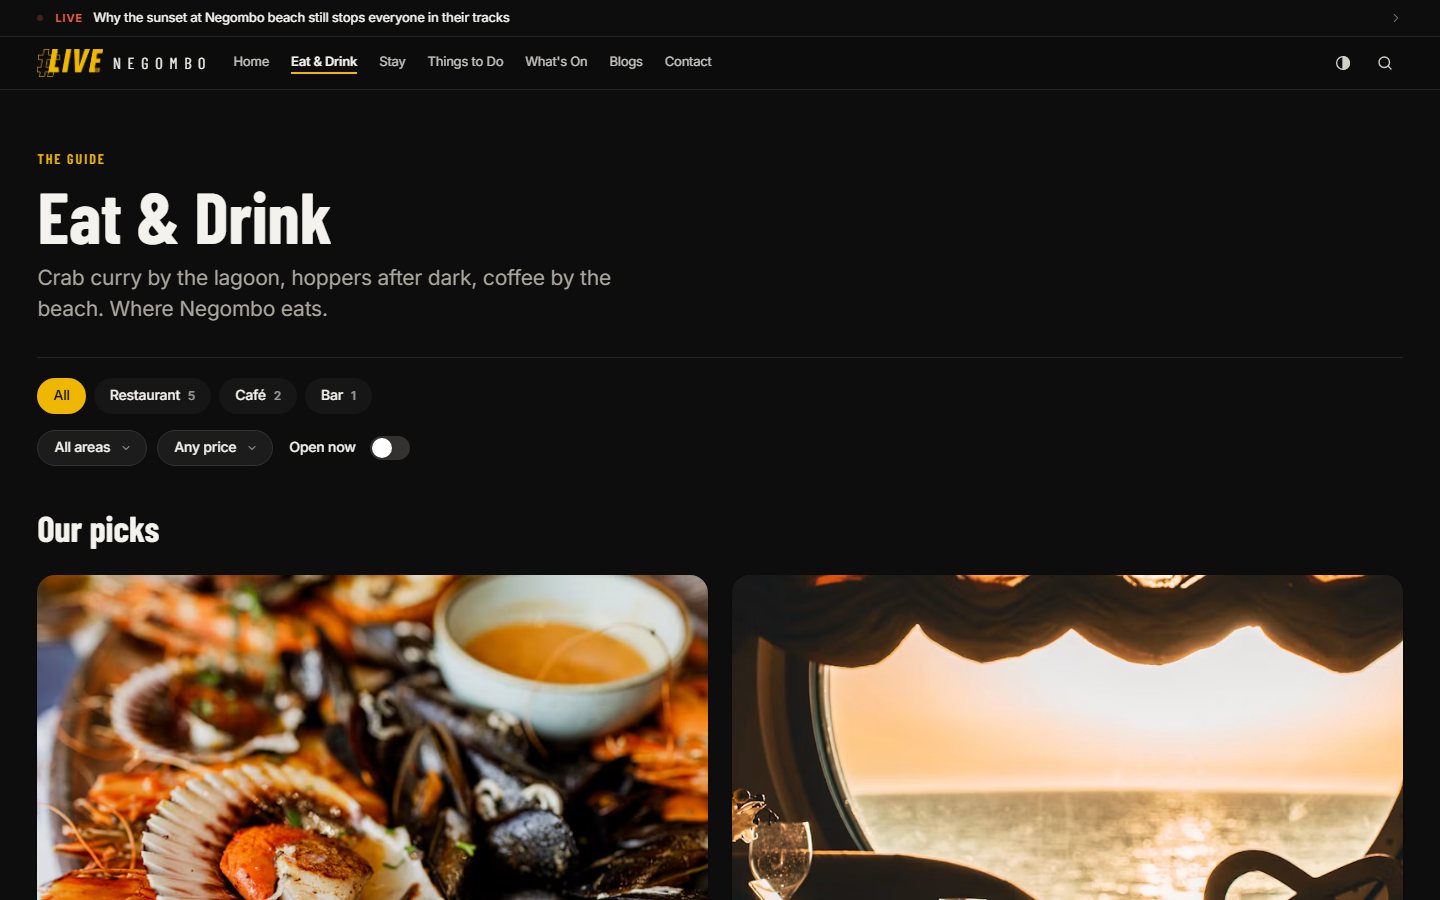 LIVE Why the sunset at Negombo beach still stops everyone in their tracks
#LIVE NEGOMBO Home Eat & Drink Stay Things to Do What's On Blogs Contact
THE GUIDE
Eat & Drink
Crab curry by the lagoon, hoppers after dark, coffee by the
beach. Where Negombo eats.
All Restaurant 5 Café 2 Bar 1
All areas Any price Open now
Our picks